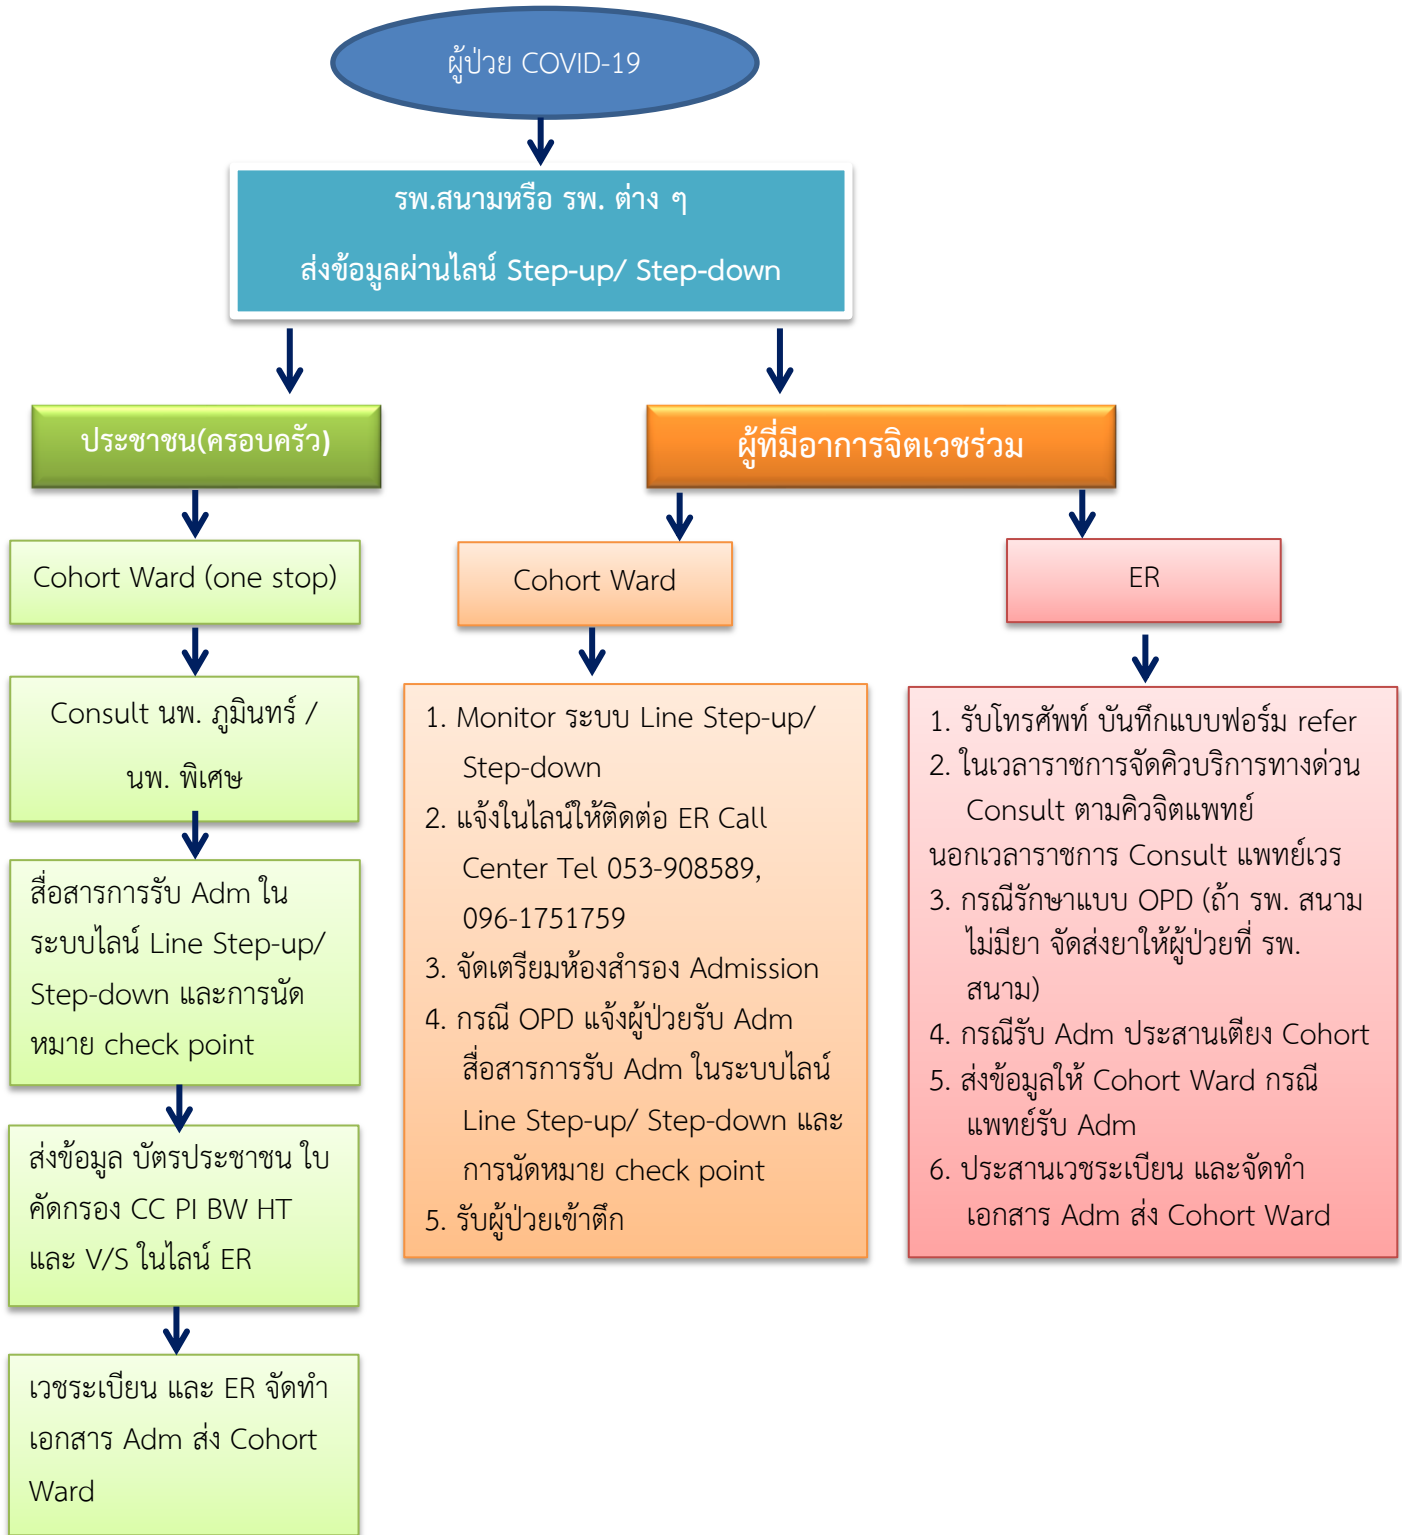 ผู้ป่วย COVID-19
รพ.สนามหรือ รพ. ต่าง ๆ
ส่งข้อมูลผ่านไลน์ Step-up/ Step-down
ประชาชน(ครอบครัว)
Cohort Ward (one stop)
Consult นพ. ภูมินทร์ /
นพ. พิเศษ
สื่อสารการรับ Adm ใน
ระบบไลน์ Line Step-up/
Step-down และการนัด
หมาย check point
ส่งข้อมูล บัตรประชาชน ใบ
คัดกรอง CC PI BW HT
และ V/S ในไลน์ ER
เวชระเบียน และ ER จัดทำ
เอกสาร Adm ส่ง Cohort
Ward
ผู้ที่มีอาการจิตเวชร่วม
Cohort Ward
1. Monitor ระบบ Line Step-up/
Step-down
2. แจ้งในไลน์ให้ติดต่อ ER Call
Center Tel 053-908589,
096-1751759
3. จัดเตรียมห้องสำรอง Admission
4. กรณี OPD แจ้งผู้ป่วยรับ Adm
สื่อสารการรับ Adm ในระบบไลน์
Line Step-up/ Step-down และ
การนัดหมาย check point
5. รับผู้ป่วยเข้าตึก
ER
1. รับโทรศัพท์ บันทึกแบบฟอร์ม refer
2. ในเวลาราชการจัดคิวบริการทางด่วน
Consult ตามคิวจิตแพทย์
นอกเวลาราชการ Consult แพทย์เวร
3. กรณีรักษาแบบ OPD (ถ้า รพ. สนาม
ไม่มียา จัดส่งยาให้ผู้ป่วยที่ รพ.
สนาม)
4. กรณีรับ Adm ประสานเตียง Cohort
5. ส่งข้อมูลให้ Cohort Ward กรณี
แพทย์รับ Adm
6. ประสานเวชระเบียน และจัดทำ
เอกสาร Adm ส่ง Cohort Ward